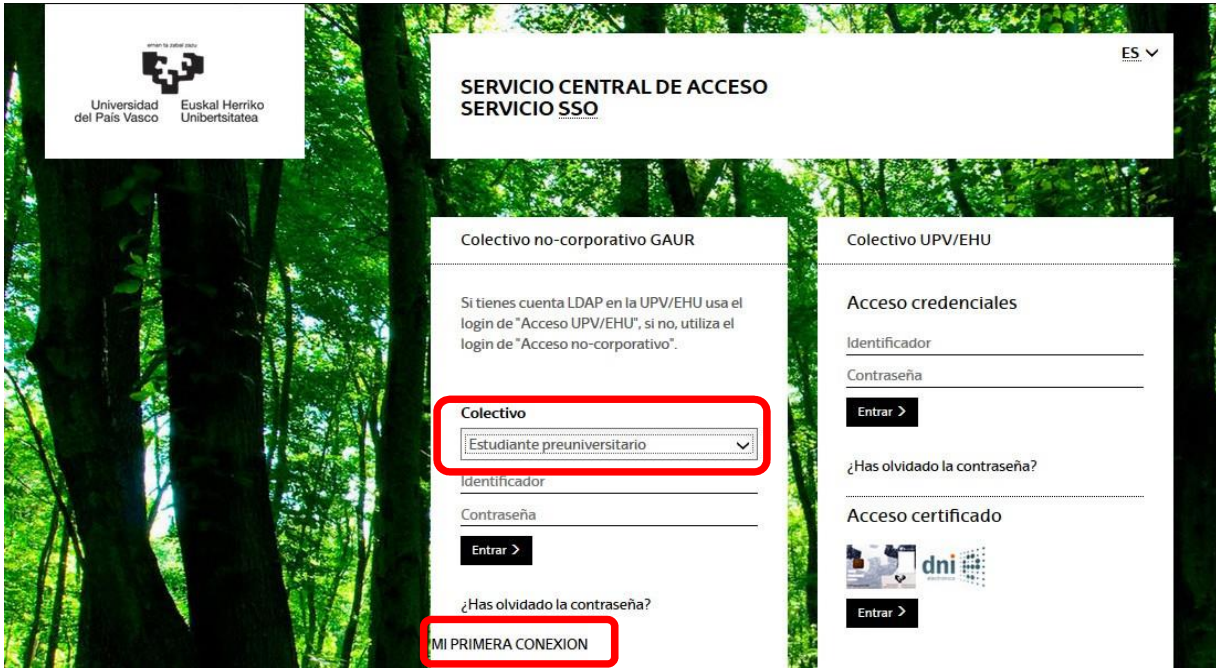 eman ta zabal zazu
Universidad
del País Vasco
Euskal Herriko
Unibertsitatea
ES
SERVICIO CENTRAL DE ACCESO
SERVICIO SSO
Colectivo no-corporativo GAUR
Si tienes cuenta LDAP en la UPV/EHU usa el
login de "Acceso UPV/EHU", si no, utiliza el
login de "Acceso no-corporativo".
Colectivo
Estudiante preuniversitario
Identificador
Contraseña
Entrar >
¿Has olvidado la contraseña?
MI PRIMERA CONEXION
Colectivo UPV/EHU
Acceso credenciales
Identificador
Contraseña
Entrar >
¿Has olvidado la contraseña?
Acceso certificado
dni
electrónico
Entrar >